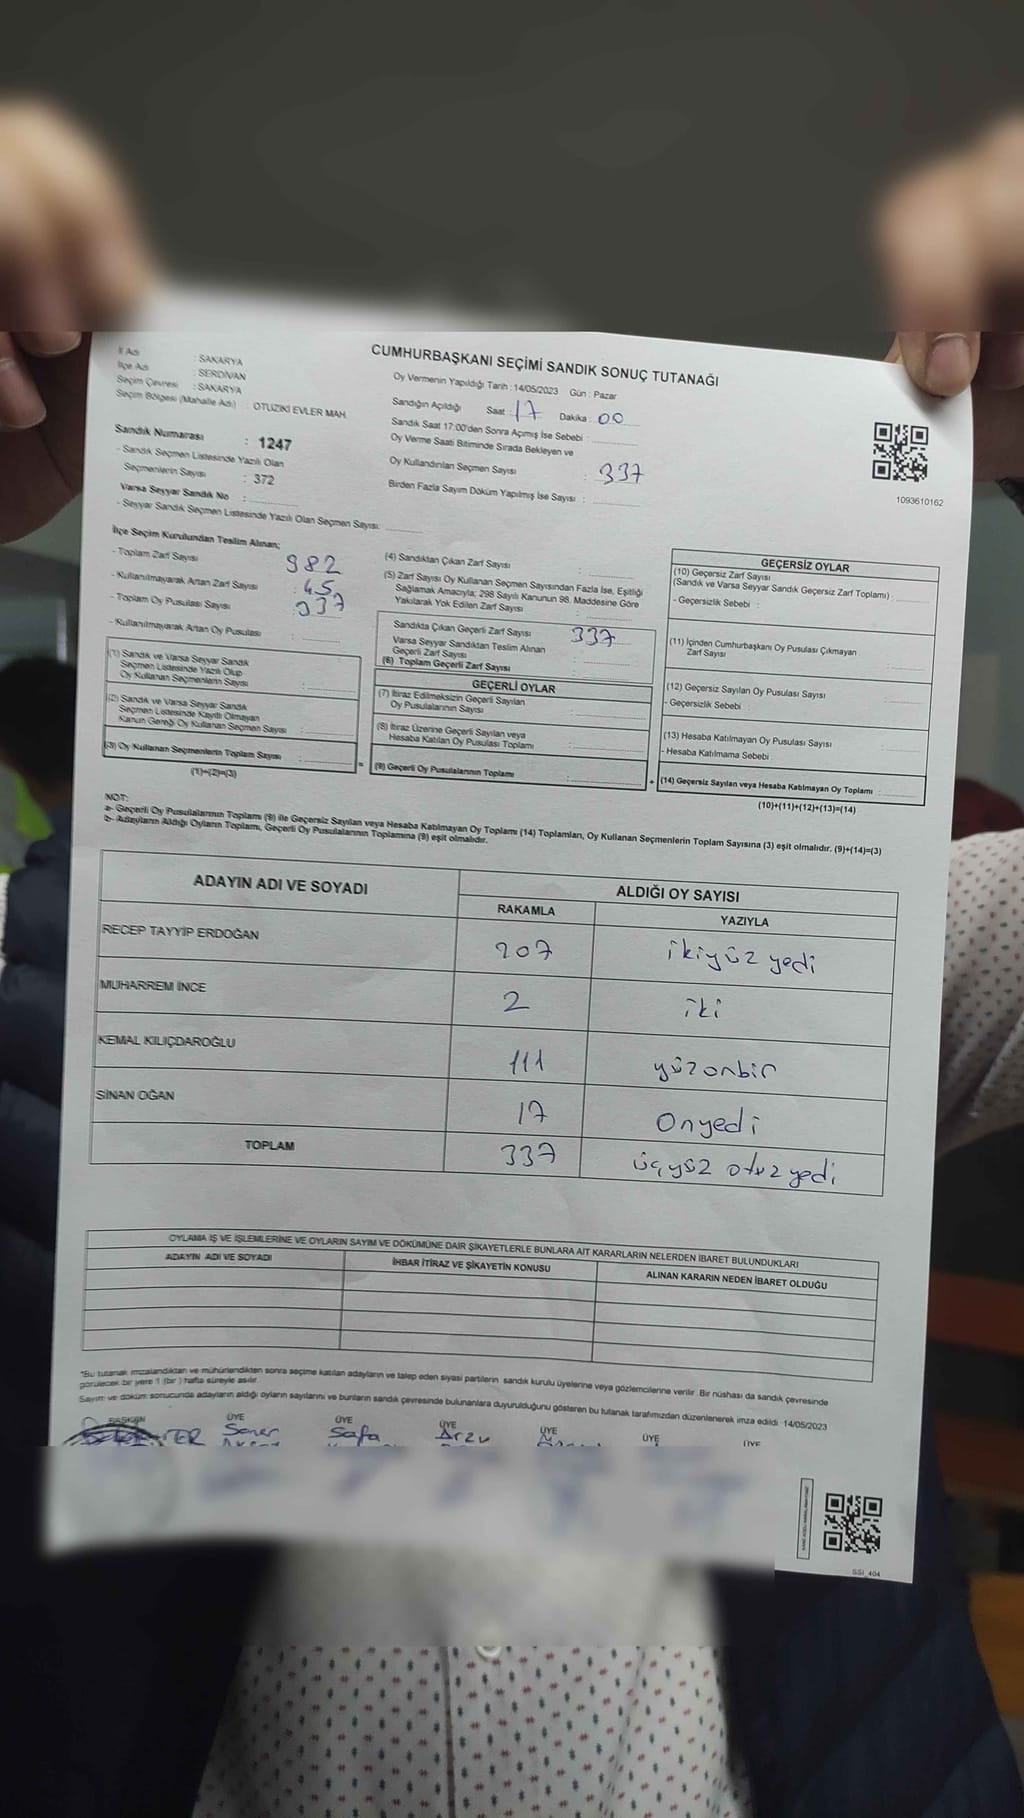 CUMHURBAŞKANI SEÇİMİ SANDIK SONUÇ TUTANAĞI
İl Adı : SAKARYA
İlçe Adı : SERDİVAN
Seçim Çevresi : SAKARYA
Seçim Bölgesi (Mahalle Adı) : OTUZİKİ EVLER MAH.
Sandık Numarası : 1247
- Sandık Seçmen Listesinde Yazılı Olan
Seçmenlerin Sayısı : 372
Varsa Seyyar Sandık No :
- Seyyar Sandık Seçmen Listesinde Yazılı Olan Seçmen Sayısı:
Oy Vermenin Yapıldığı Tarih :14/05/2023 Gün : Pazar
Sandığın Açıldığı Saat : 17 Dakika : 00
Sandık Saat 17:00'den Sonra Açımış İse Sebebi :
Oy Verme Saati Bitiminde Sırada Bekleyen ve
Oy Kullandırılan Seçmen Sayısı : 337
Birden Fazla Sayım Döküm Yapılmış İse Sayısı :
1093610162
İlçe Seçim Kurulundan Teslim Alınan;
- Toplam Zarf Sayısı : 982
- Kullanılmayarak Artan Zarf Sayısı : 45
- Toplam Oy Pusulası Sayısı 337
- Kullanılmayarak Artan Oy Pusulası :
(1) Sandık ve Varsa Seyyar Sandık
Seçmen Listesinde Yazılı Olup
Oy Kullanan Seçmenlerin Sayısı :
(2) Sandık ve Varsa Seyyar Sandık
Seçmen Listesinde Kayıtlı Olmayan
Kanun Gereği Oy Kullanan Seçmen Sayısı :
(3) Oy Kullanan Seçmenlerin Toplam Sayısı :
(1)+(2)=(3)
(4) Sandıktan Çıkan Zarf Sayısı :
(5) Zarf Sayısı Oy Kullanan Seçmen Sayısından Fazla İse, Eşitliği
Sağlamak Amacıyla; 298 Sayılı Kanunun 98. Maddesine Göre
Yakılarak Yok Edilen Zarf Sayısı :
Sandıkta Çıkan Geçerli Zarf Sayısı : 337
Varsa Seyyar Sandıktan Teslim Alınan
Geçerli Zarf Sayısı :
(6) Toplam Geçerli Zarf Sayısı :
=
GEÇERLİ OYLAR
(7) İtiraz Edilmeksizin Geçerli Sayılan
Oy Pusulalarının Sayısı :
(8) İtiraz Üzerine Geçerli Sayılan veya
Hesaba Katılan Oy Pusulası Toplamı :
(9) Geçerli Oy Pusulalarının Toplamı :
+
GEÇERSİZ OYLAR
(10) Geçersiz Zarf Sayısı
(Sandık ve Varsa Seyyar Sandık Geçersiz Zarf Toplamı) :
- Geçersizlik Sebebi :
(11) İçinden Cumhurbaşkanı Oy Pusulası Çıkmayan
Zarf Sayısı :
(12) Geçersiz Sayılan Oy Pusulası Sayısı :
- Geçersizlik Sebebi :
(13) Hesaba Katılmayan Oy Pusulası Sayısı :
- Hesaba Katılmama Sebebi :
(14) Geçersiz Sayılan veya Hesaba Katılmayan Oy Toplamı :
(10)+(11)+(12)+(13)=(14)
NOT:
a- Geçerli Oy Pusulalarının Toplamı (9) ile Geçersiz Sayılan veya Hesaba Katılmayan Oy Toplamı (14) Toplamları, Oy Kullanan Seçmenlerin Toplam Sayısına (3) eşit olmalıdır. (9)+(14)=(3)
b- Adayların Aldığı Oyların Toplamı, Geçerli Oy Pusulalarının Toplamına (9) eşit olmalıdır.
ADAYIN ADI VE SOYADI ALDIĞI OY SAYISI
RAKAMLA YAZIYLA
RECEP TAYYİP ERDOĞAN 207 ikiyüz yedi
MUHARREM İNCE 2 iki
KEMAL KILIÇDAROĞLU 111 yüzonbir
SİNAN OĞAN 17 Onyedi
TOPLAM 337 üçyüz otuz yedi
OYLAMA İŞ VE İŞLEMLERİNE VE OYLARIN SAYIM VE DÖKÜMÜNE DAİR ŞİKAYETLERLE BUNLARA AİT KARARLARIN NELERDEN İBARET BULUNDUKLARI
ADAYIN ADI VE SOYADI İHBAR İTİRAZ VE ŞİKAYETİN KONUSU ALINAN KARARIN NEDEN İBARET OLDUĞU
*Bu tutanak imzalandıktan ve mühürlendikten sonra seçime katılan adayların ve talep eden siyasi partilerin sandık kurulu üyelerine veya gözlemcilerine verilir. Bir nüshası da sandık çevresinde
görülecek bir yere 1 (bir ) hafta süreyle asılır.
Sayım ve döküm sonucunda adayların aldığı oyların sayılarını ve bunların sandık çevresinde bulunanlara duyurulduğunu gösteren bu tutanak tarafımızdan düzenlenerek imza edildi. 14/05/2023
BAŞKAN ÜYE ÜYE ÜYE ÜYE ÜYE ÜYE
Soner Safa Arzu
SSİ_404